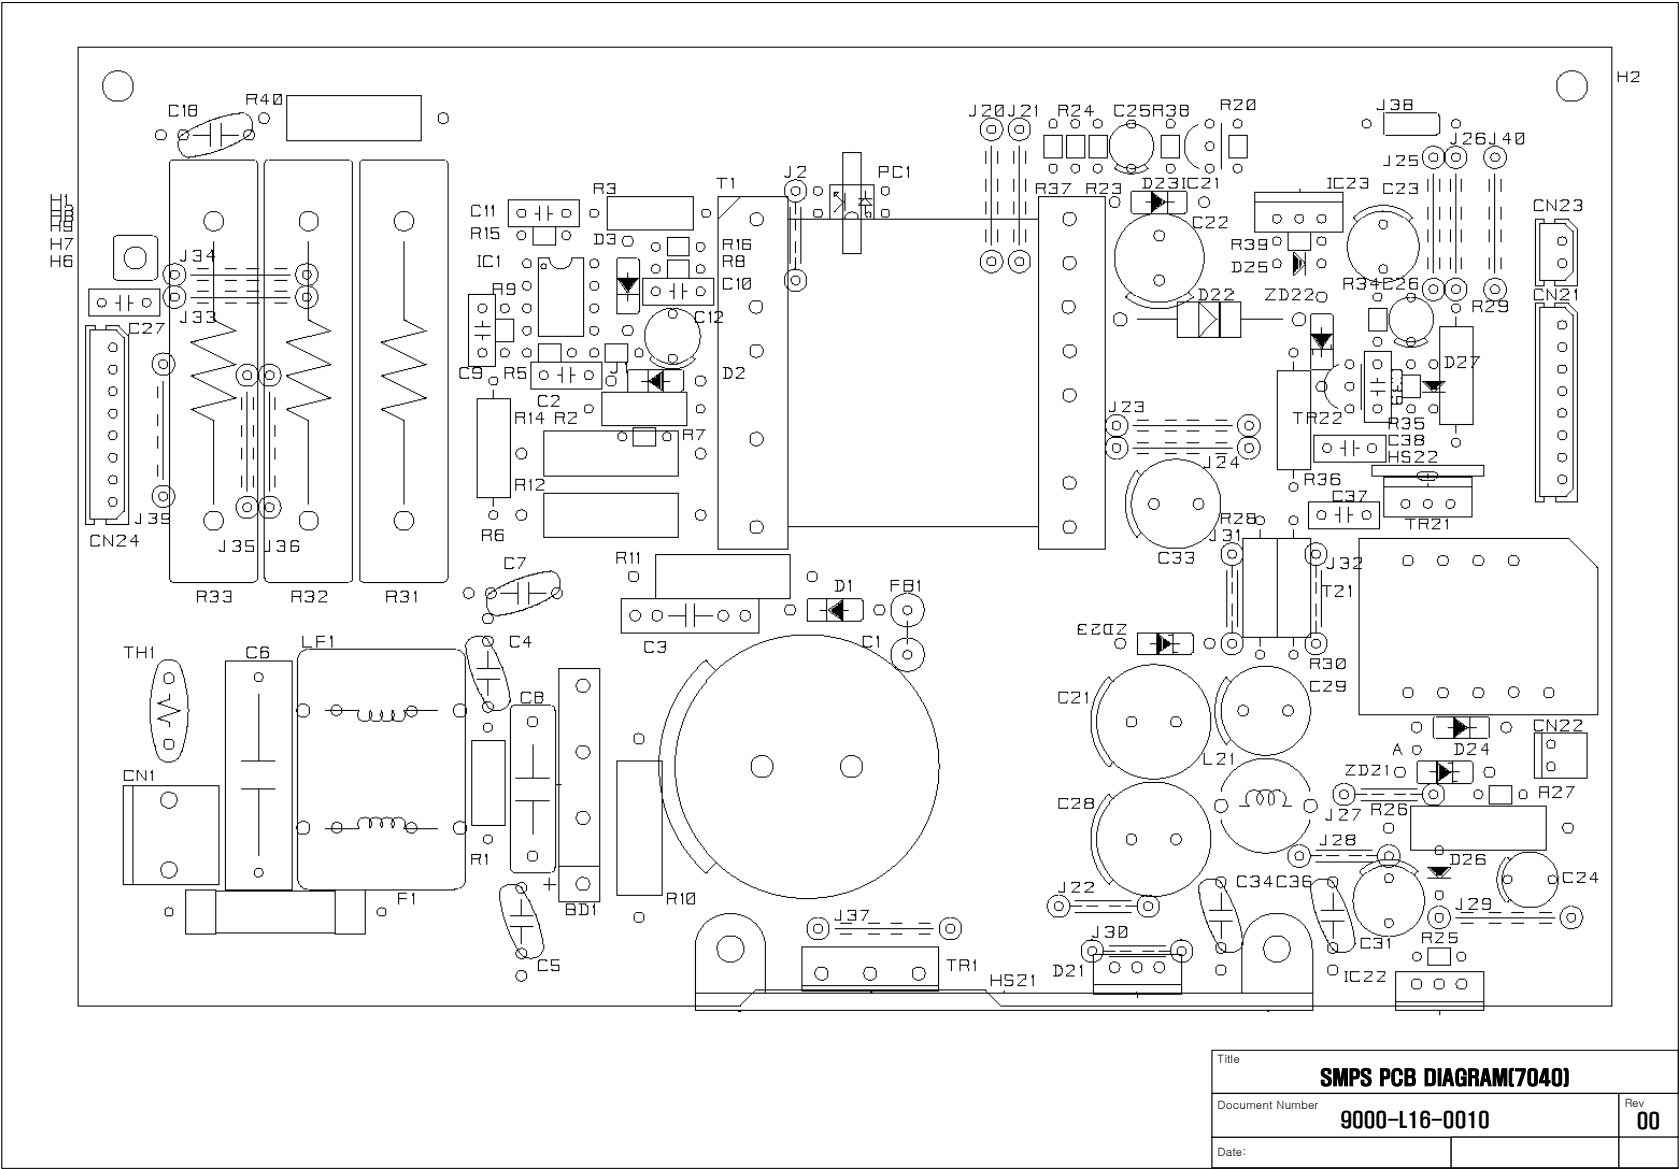 H2
C18 R40
J20 J21 R24 C25 R38 R20 J38
J26 J40
J25
J2 PC1
D23 IC21 IC23 C23
T1 R37 R23
R3
H1
H9
H7
H6
C11
R15 D3 R16
C22 CN23
R39
D25
J34 IC1 R8
R9 C10
D22 ZD22 R34 C26 CN21
R29
J33 C27 C12
C9 R5 J1 D2 D27
C2
R14 R2 R7
J23 TR22 R35
C38
J24 HS22
R12 R36
C37
J39 R6 R28 TR21
CN24 J35 J36 J31 C33
R11 J32
C7
R33 R32 R31 D1 FB1 T21
ZD23
TH1 C6 LF1 C4 C3 C1
R30
C21 C29
C8
L21 A D24 CN22
CN1 ZD21
C28 J27 R26 R27
R1 J28 D26
F1 + BD1 R10 J22 C34 C36 J29 C24
J37
J30 C31 R25
C5 TR1 D21 IC22
HS21
Title
SMPS PCB DIAGRAM(7040)
Document Number
9000-L16-0010
Rev
00
Date: